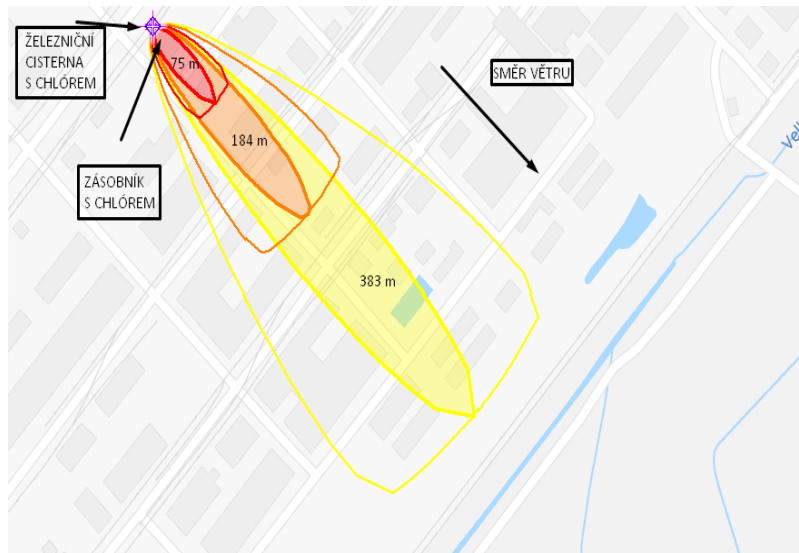 ŽELEZNIČNÍ
CISTERNA
S CHLÓREM
75 m
SMĚR VĚTRU
184 m
ZÁSOBNÍK
S CHLÓREM
383 m